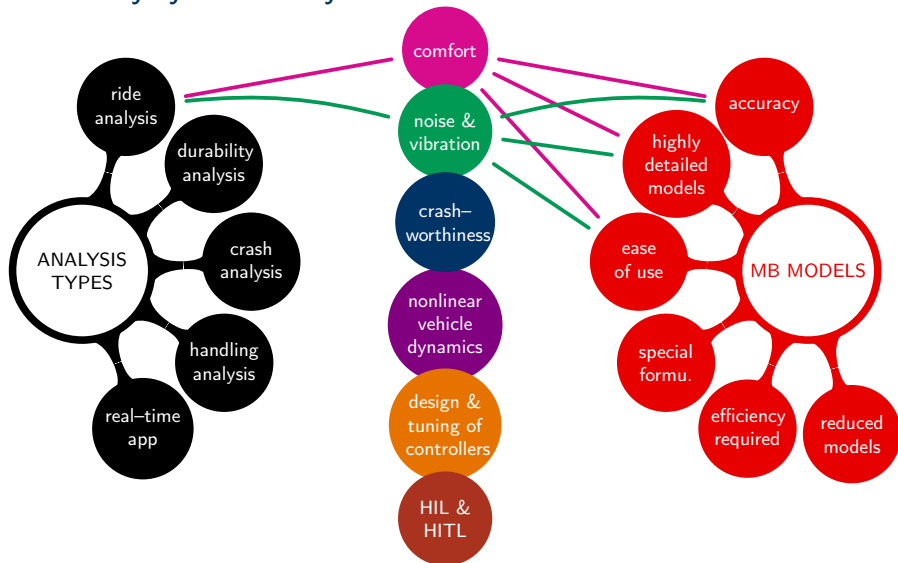 comfort
ride
analysis
accuracy
noise &
vibration
durability
analysis
highly
detailed
models
crash–
worthiness
ANALYSIS
TYPES
crash
analysis
ease
of use
MB MODELS
nonlinear
vehicle
dynamics
handling
analysis
special
formu.
design &
tuning of
controllers
real–time
app
efficiency
required
reduced
models
HIL &
HITL